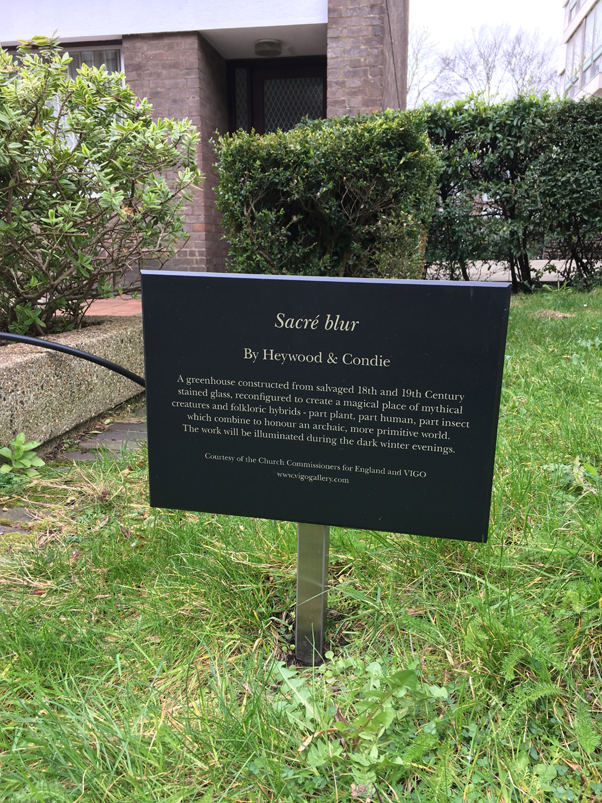 Sacré blur
By Heywood & Condie
A greenhouse constructed from salvaged 18th and 19th Century
stained glass, reconfigured to create a magical place of mythical
creatures and folkloric hybrids - part plant, part human, part insect
which combine to honour an archaic, more primitive world.
The work will be illuminated during the dark winter evenings.
Courtesy of the Church Commissioners for England and VIGO
www.vigogallery.com